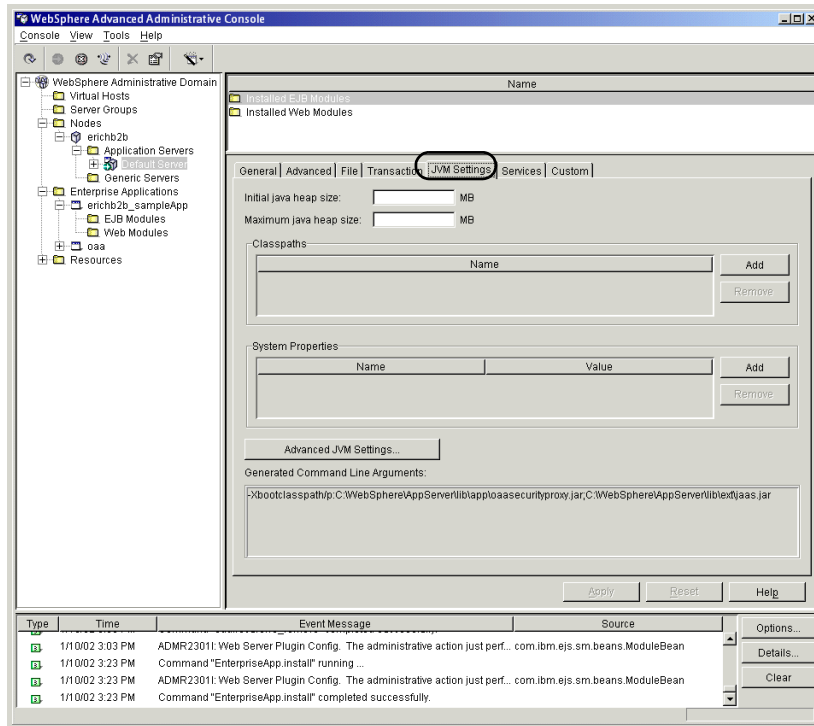 WebSphere Advanced Administrative Console
Console View Tools Help
WebSphere Administrative Domain
Virtual Hosts
Server Groups
Nodes
erichb2b
Application Servers
Default Server
Generic Servers
Enterprise Applications
erichb2b_sampleApp
EJB Modules
Web Modules
oaa
Resources
Name
Installed EJB Modules
Installed Web Modules
General Advanced File Transaction JVM Settings Services Custom
Initial java heap size: MB
Maximum java heap size: MB
Classpaths
Name
Add
Remove
System Properties
Name Value
Add
Remove
Advanced JVM Settings...
Generated Command Line Arguments:
-Xbootclasspath/p:C:\WebSphere\AppServer\lib\app\oaasecurityproxy.jar;C:\WebSphere\AppServer\lib\ext\jaas.jar
Apply Reset Help
Type Time Event Message Source
1/10/02 3:03 PM ADMR2301I: Web Server Plugin Config. The administrative action just perf... com.ibm.ejs.sm.beans.ModuleBean
1/10/02 3:23 PM Command "EnterpriseApp.install" running ...
1/10/02 3:23 PM ADMR2301I: Web Server Plugin Config. The administrative action just perf... com.ibm.ejs.sm.beans.ModuleBean
1/10/02 3:23 PM Command "EnterpriseApp.install" completed successfully.
Options...
Details...
Clear